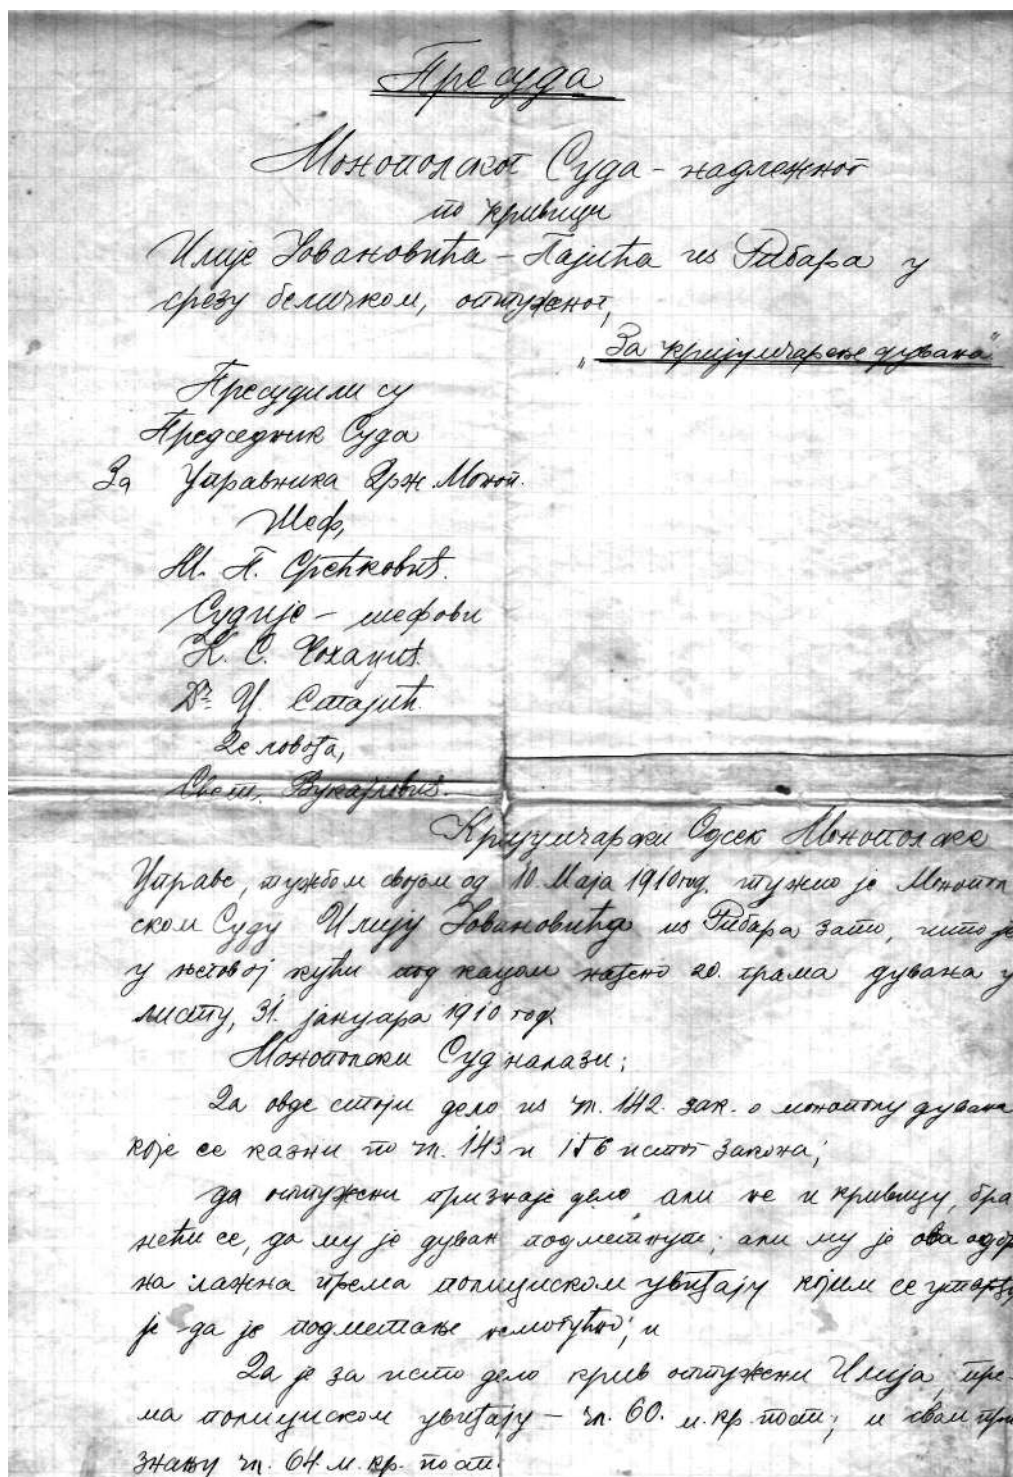 Пресуда
Монополског Суда - надлежног
по кривици
Илије Јовановића - Пајића из Рибара у
срезу беличком, оптуженог,
„За кријумчарење дувана“
Пресудили су
Председник Суда
За Управника Држ. Моноп.
Шеф,
М. П. Срећковић.
Судије - шефови
К. С. Чохаџић.
Др. Ц. Стајић.
Деловођа,
Свет. Вукајловић.
Кријумчарски Одсек Монополске
Управе, тужбом својом од 10. Маја 1910 год. тужио је Монопол
ском Суду Илију Јовановића из Рибара зато, што је
у његовој кући под кацом нађено 20. грама дувана у
листу, 31. јануара 1910 год.
Монополски Суд налази;
Да овде стоји дело из чл. 142. зак. о монополу дувана
које се казни по чл. 143 и 156 истог закона;
да оптужени признаје дело али не и кривицу, бра
нећи се, да му је дуван подметнут; али му је ова одбра
на лажна према полициском увиђају којим се утврђу
је да је подметање немогућно; и
Да је за исто дело крив оптужени Илија, пре-
ма полициском увиђају - чл. 60. м. кр. пост; и свом при
знању чл. 64. м. кр. пост.